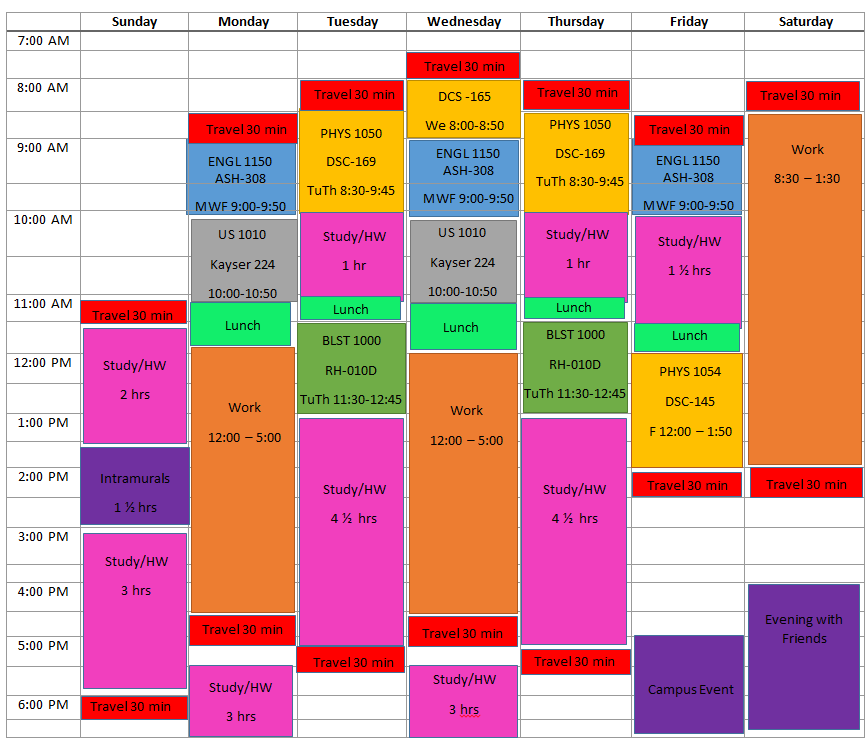 Sunday Monday Tuesday Wednesday Thursday Friday Saturday
7:00 AM
Travel 30 min
8:00 AM
Travel 30 min
DCS -165
We 8:00-8:50
Travel 30 min
Travel 30 min
Travel 30 min
PHYS 1050
DSC-169
TuTh 8:30-9:45
PHYS 1050
DSC-169
TuTh 8:30-9:45
Travel 30 min
Work
8:30 – 1:30
9:00 AM
ENGL 1150
ASH-308
MWF 9:00-9:50
ENGL 1150
ASH-308
MWF 9:00-9:50
ENGL 1150
ASH-308
MWF 9:00-9:50
10:00 AM
US 1010
Kayser 224
10:00-10:50
Study/HW
1 hr
US 1010
Kayser 224
10:00-10:50
Study/HW
1 hr
Study/HW
1 ½ hrs
11:00 AM
Travel 30 min
Lunch
Lunch
Lunch
Lunch
Lunch
BLST 1000
RH-010D
TuTh 11:30-12:45
BLST 1000
RH-010D
TuTh 11:30-12:45
12:00 PM
Study/HW
2 hrs
Work
12:00 – 5:00
Work
12:00 – 5:00
PHYS 1054
DSC-145
F 12:00 – 1:50
1:00 PM
2:00 PM
Intramurals
1 ½ hrs
Study/HW
4 ½ hrs
Study/HW
4 ½ hrs
Travel 30 min
Travel 30 min
3:00 PM
Study/HW
3 hrs
4:00 PM
Travel 30 min
Travel 30 min
Evening with
Friends
5:00 PM
Travel 30 min
Travel 30 min
Study/HW
3 hrs
Study/HW
3 hrs
Campus Event
6:00 PM
Travel 30 min